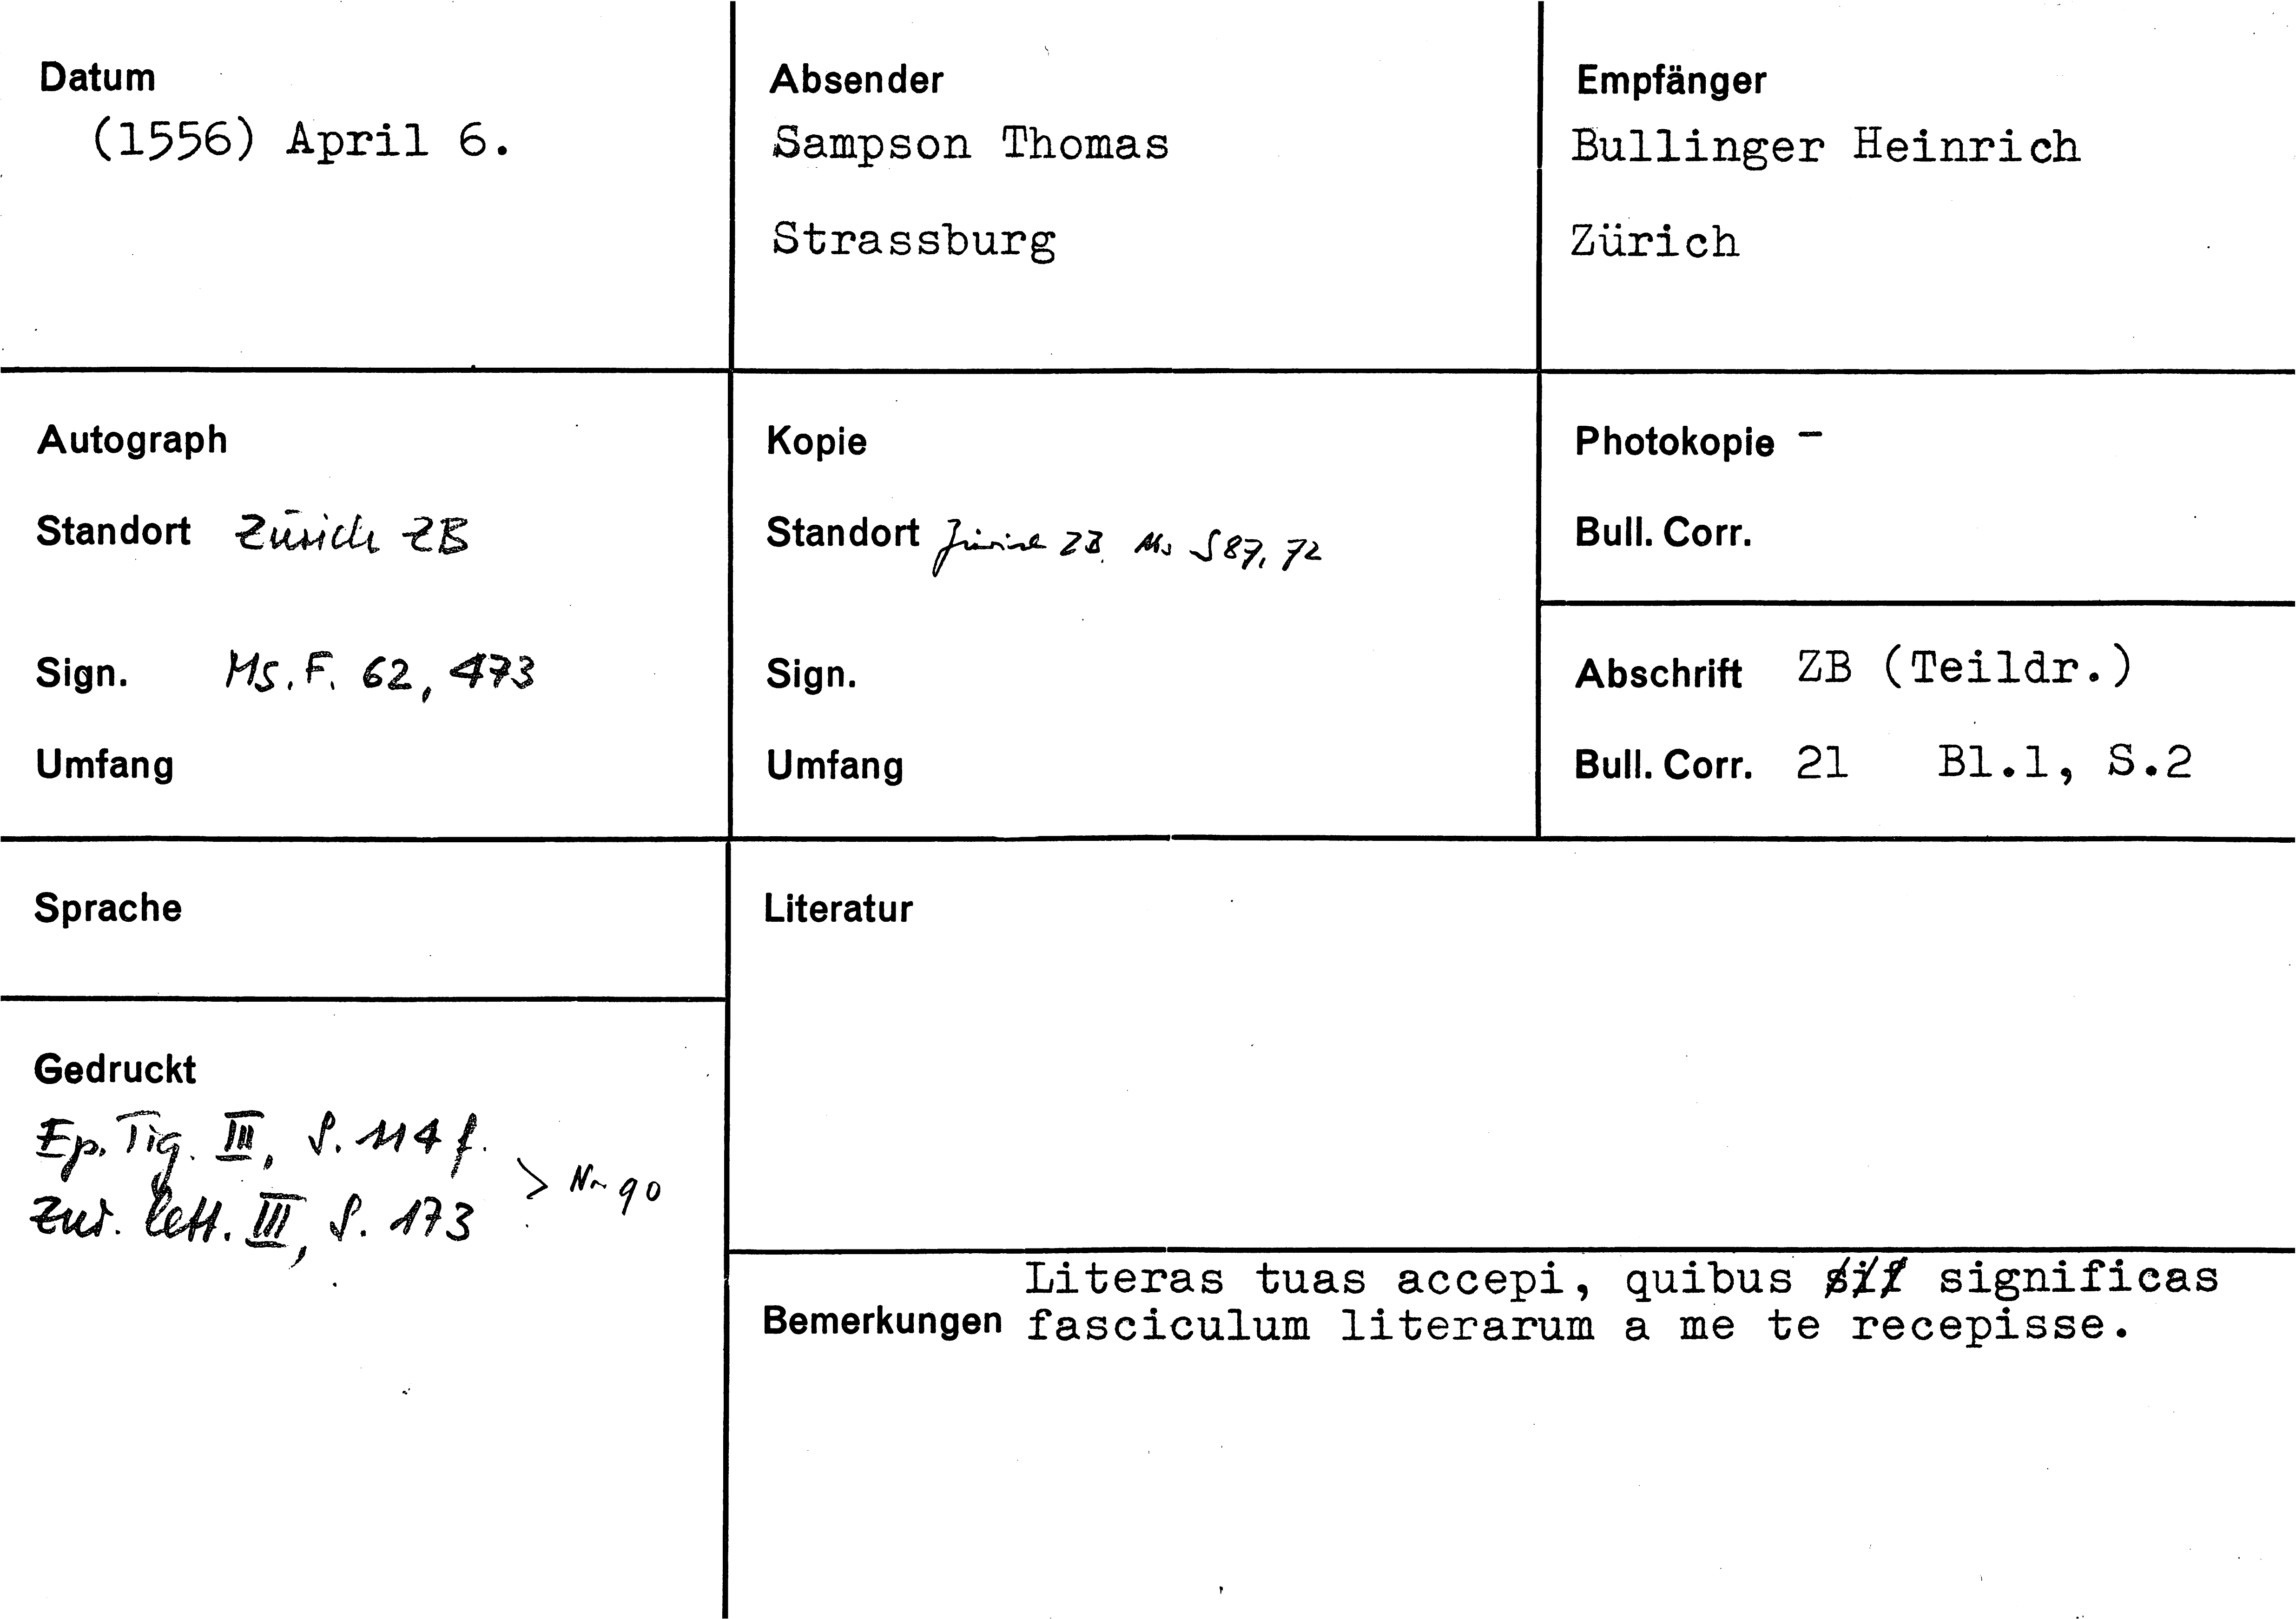 Datum
(1556) April 6.
Absender
Sampson Thomas
Strassburg
Empfänger
Bullinger Heinrich
Zürich
Autograph
Standort Zürich ZB
Sign. Ms. F. 62, 473
Umfang
Kopie
Standort Zürich ZB Ms S 87, 72
Sign.
Umfang
Photokopie -
Bull. Corr.
Abschrift ZB (Teildr.)
Bull. Corr. 21 Bl.1, S.2
Sprache
Gedruckt
Ep. Tig. III, S. 114 f.
Zur. lett. III, S. 173
> Nr 90
Literatur
Bemerkungen
Literas tuas accepi, quibus significas
fasciculum literarum a me te recepisse.